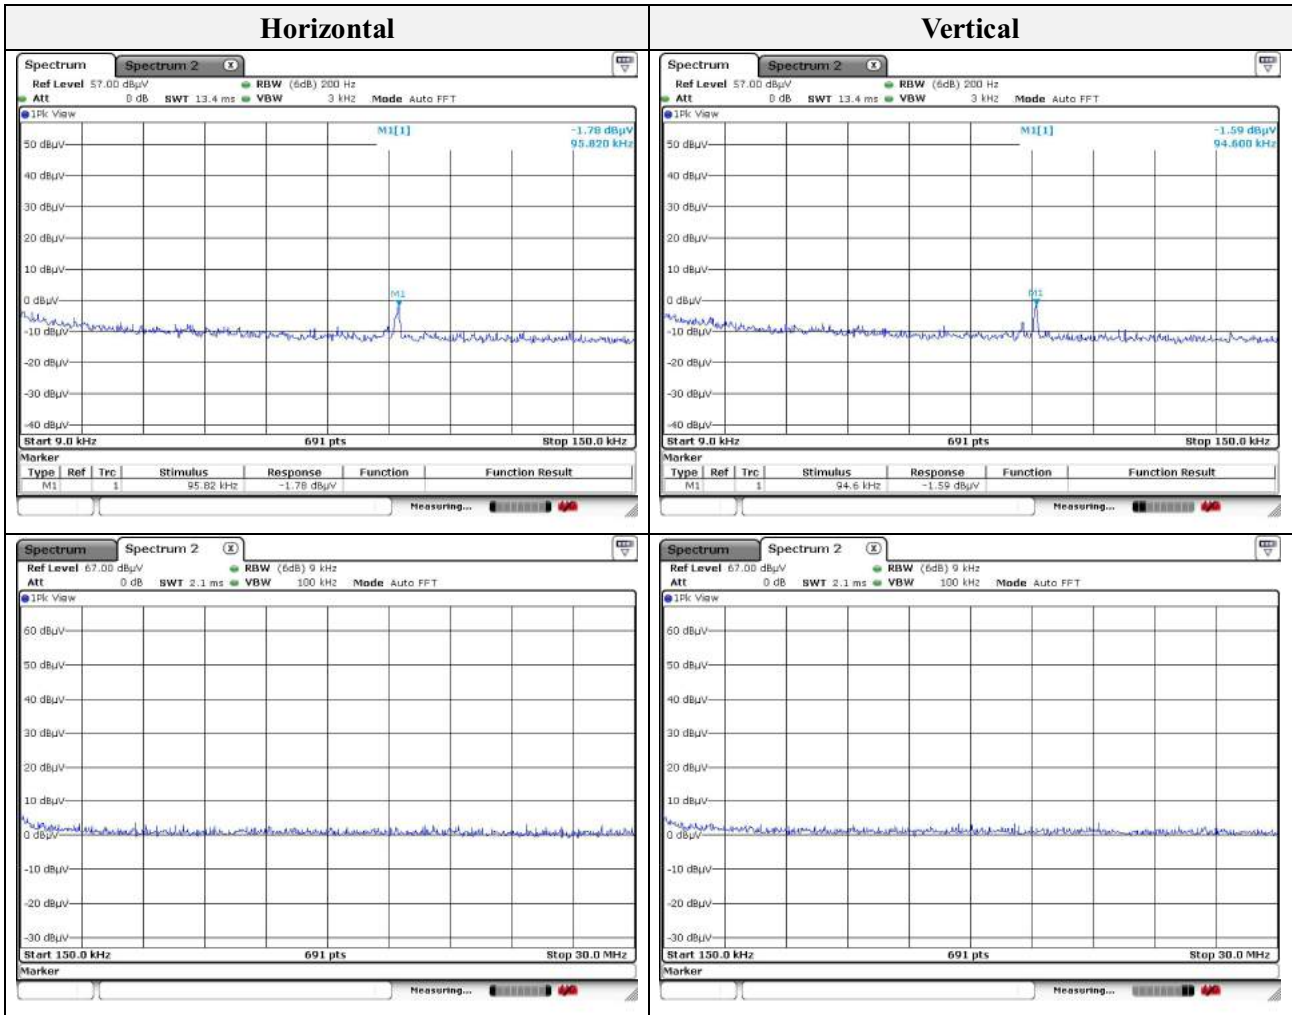 Horizontal Vertical
Spectrum Spectrum 2 X
Ref Level 57.00 dBµV RBW (6dB) 200 Hz
Att 0 dB SWT 13.4 ms VBW 3 kHz Mode Auto FFT
1Pk View
M1[1] -1.78 dBµV
95.820 kHz
50 dBµV
40 dBµV
30 dBµV
20 dBµV
10 dBµV
M1
0 dBµV
-10 dBµV
-20 dBµV
-30 dBµV
-40 dBµV
Start 9.0 kHz 691 pts Stop 150.0 kHz
Marker
Type Ref Trc Stimulus Response Function Function Result
M1 1 95.82 kHz -1.78 dBµV
Measuring...
Spectrum Spectrum 2 X
Ref Level 57.00 dBµV RBW (6dB) 200 Hz
Att 0 dB SWT 13.4 ms VBW 3 kHz Mode Auto FFT
1Pk View
M1[1] -1.59 dBµV
94.600 kHz
50 dBµV
40 dBµV
30 dBµV
20 dBµV
10 dBµV
M1
0 dBµV
-10 dBµV
-20 dBµV
-30 dBµV
-40 dBµV
Start 9.0 kHz 691 pts Stop 150.0 kHz
Marker
Type Ref Trc Stimulus Response Function Function Result
M1 1 94.6 kHz -1.59 dBµV
Measuring...
Spectrum Spectrum 2 X
Ref Level 67.00 dBµV RBW (6dB) 9 kHz
Att 0 dB SWT 2.1 ms VBW 100 kHz Mode Auto FFT
1Pk View
60 dBµV
50 dBµV
40 dBµV
30 dBµV
20 dBµV
10 dBµV
0 dBµV
-10 dBµV
-20 dBµV
-30 dBµV
Start 150.0 kHz 691 pts Stop 30.0 MHz
Marker
Measuring...
Spectrum Spectrum 2 X
Ref Level 67.00 dBµV RBW (6dB) 9 kHz
Att 0 dB SWT 2.1 ms VBW 100 kHz Mode Auto FFT
1Pk View
60 dBµV
50 dBµV
40 dBµV
30 dBµV
20 dBµV
10 dBµV
0 dBµV
-10 dBµV
-20 dBµV
-30 dBµV
Start 150.0 kHz 691 pts Stop 30.0 MHz
Marker
Measuring...